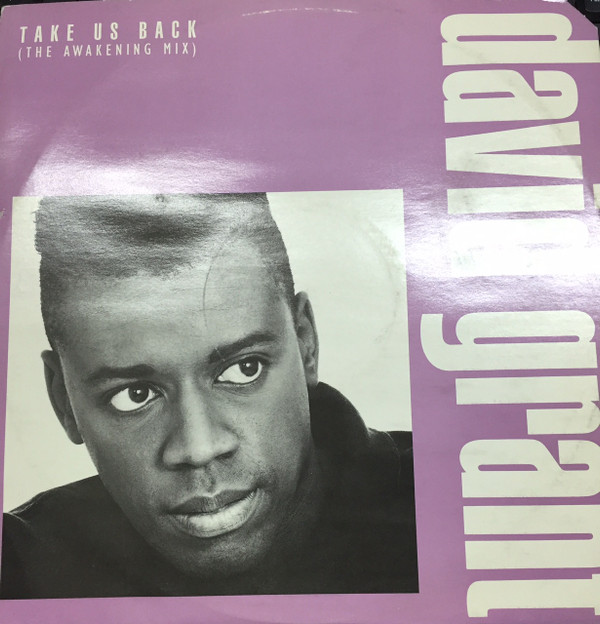 TAKE US BACK
(THE AWAKENING MIX)
david grant